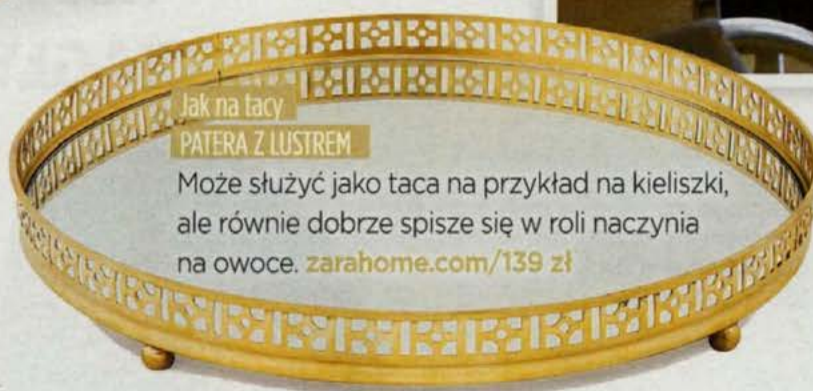 Jak na tacy
PATERA Z LUSTREM
Może służyć jako taca na przykład na kieliszki,
ale równie dobrze spisze się w roli naczynia
na owoce. zarahome.com/139 zł